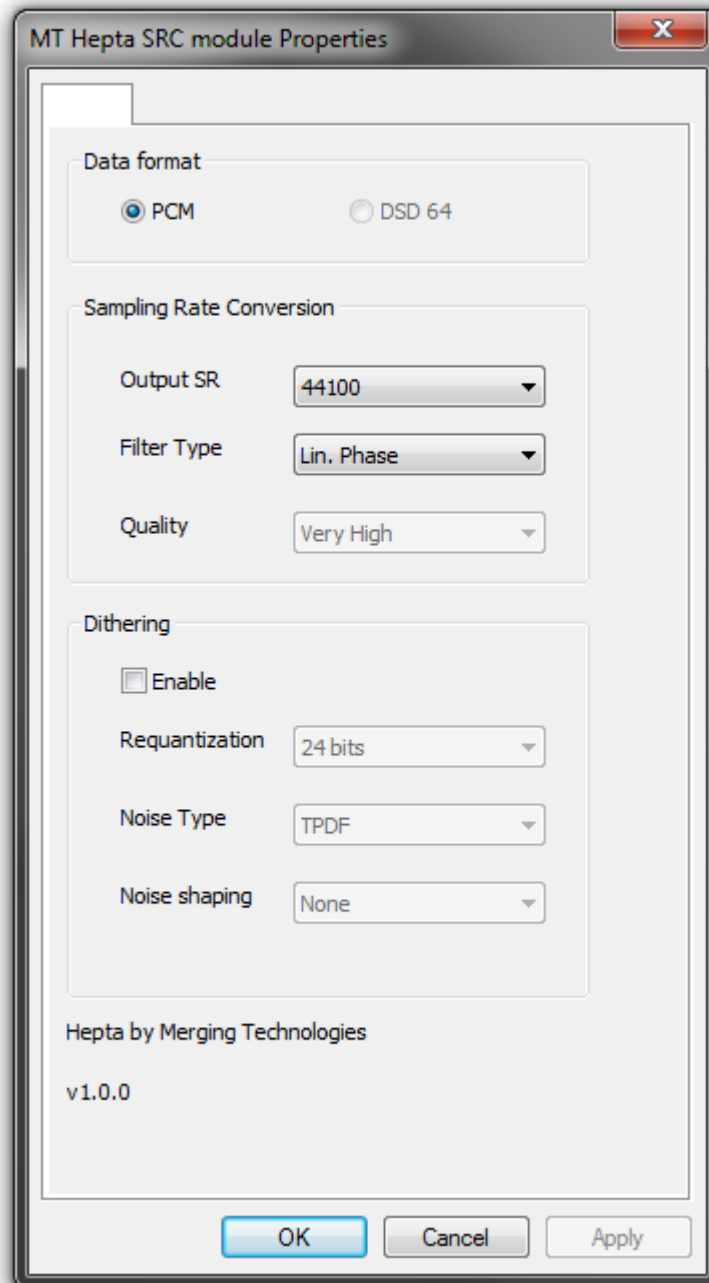 MT Hepta SRC module Properties
Data format
PCM DSD 64
Sampling Rate Conversion
Output SR 44100
Filter Type Lin. Phase
Quality Very High
Dithering
Enable
Requantization 24 bits
Noise Type TPDF
Noise shaping None
Hepta by Merging Technologies
v1.0.0
OK Cancel Apply